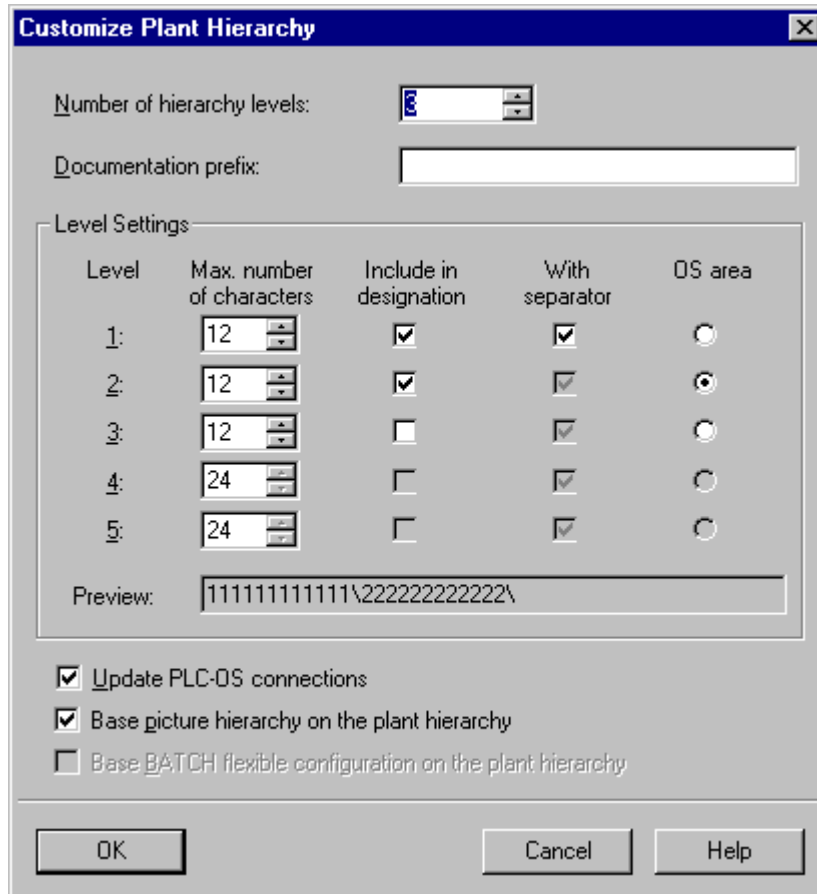 Customize Plant Hierarchy
Number of hierarchy levels: 3
Documentation prefix:
Level Settings
Level Max. number of characters Include in designation With separator OS area
1: 12
2: 12
3: 12
4: 24
5: 24
Preview: 111111111111\222222222222\
Update PLC-OS connections
Base picture hierarchy on the plant hierarchy
Base BATCH flexible configuration on the plant hierarchy
OK Cancel Help